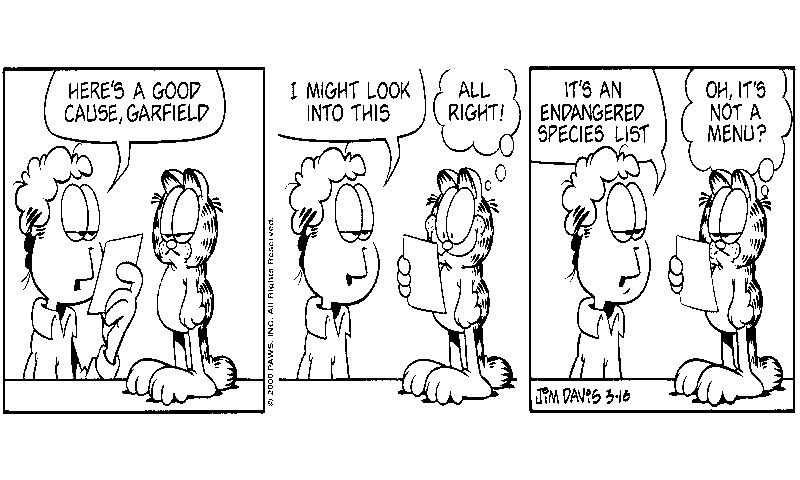 HERE'S A GOOD
CAUSE, GARFIELD
© 2000 PAWS, INC. All Rights Reserved.
I MIGHT LOOK
INTO THIS
ALL
RIGHT!
IT'S AN
ENDANGERED
SPECIES LIST
OH, IT'S
NOT A
MENU?
JIM DAVIS 3-18